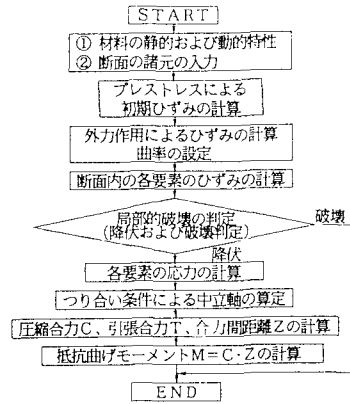 START
① 材料の静的および動的特性
② 断面の諸元の入力
プレストレスによる
初期ひずみの計算
外力作用によるひずみの計算
曲率の設定
断面内の各要素のひずみの計算
局部的破壊の判定
(降伏および破壊判定)
破壊
降伏
各要素の応力の計算
つり合い条件による中立軸の算定
圧縮合力C、引張合力T、合力間距離Zの計算
抵抗曲げモーメントM=C・Zの計算
END